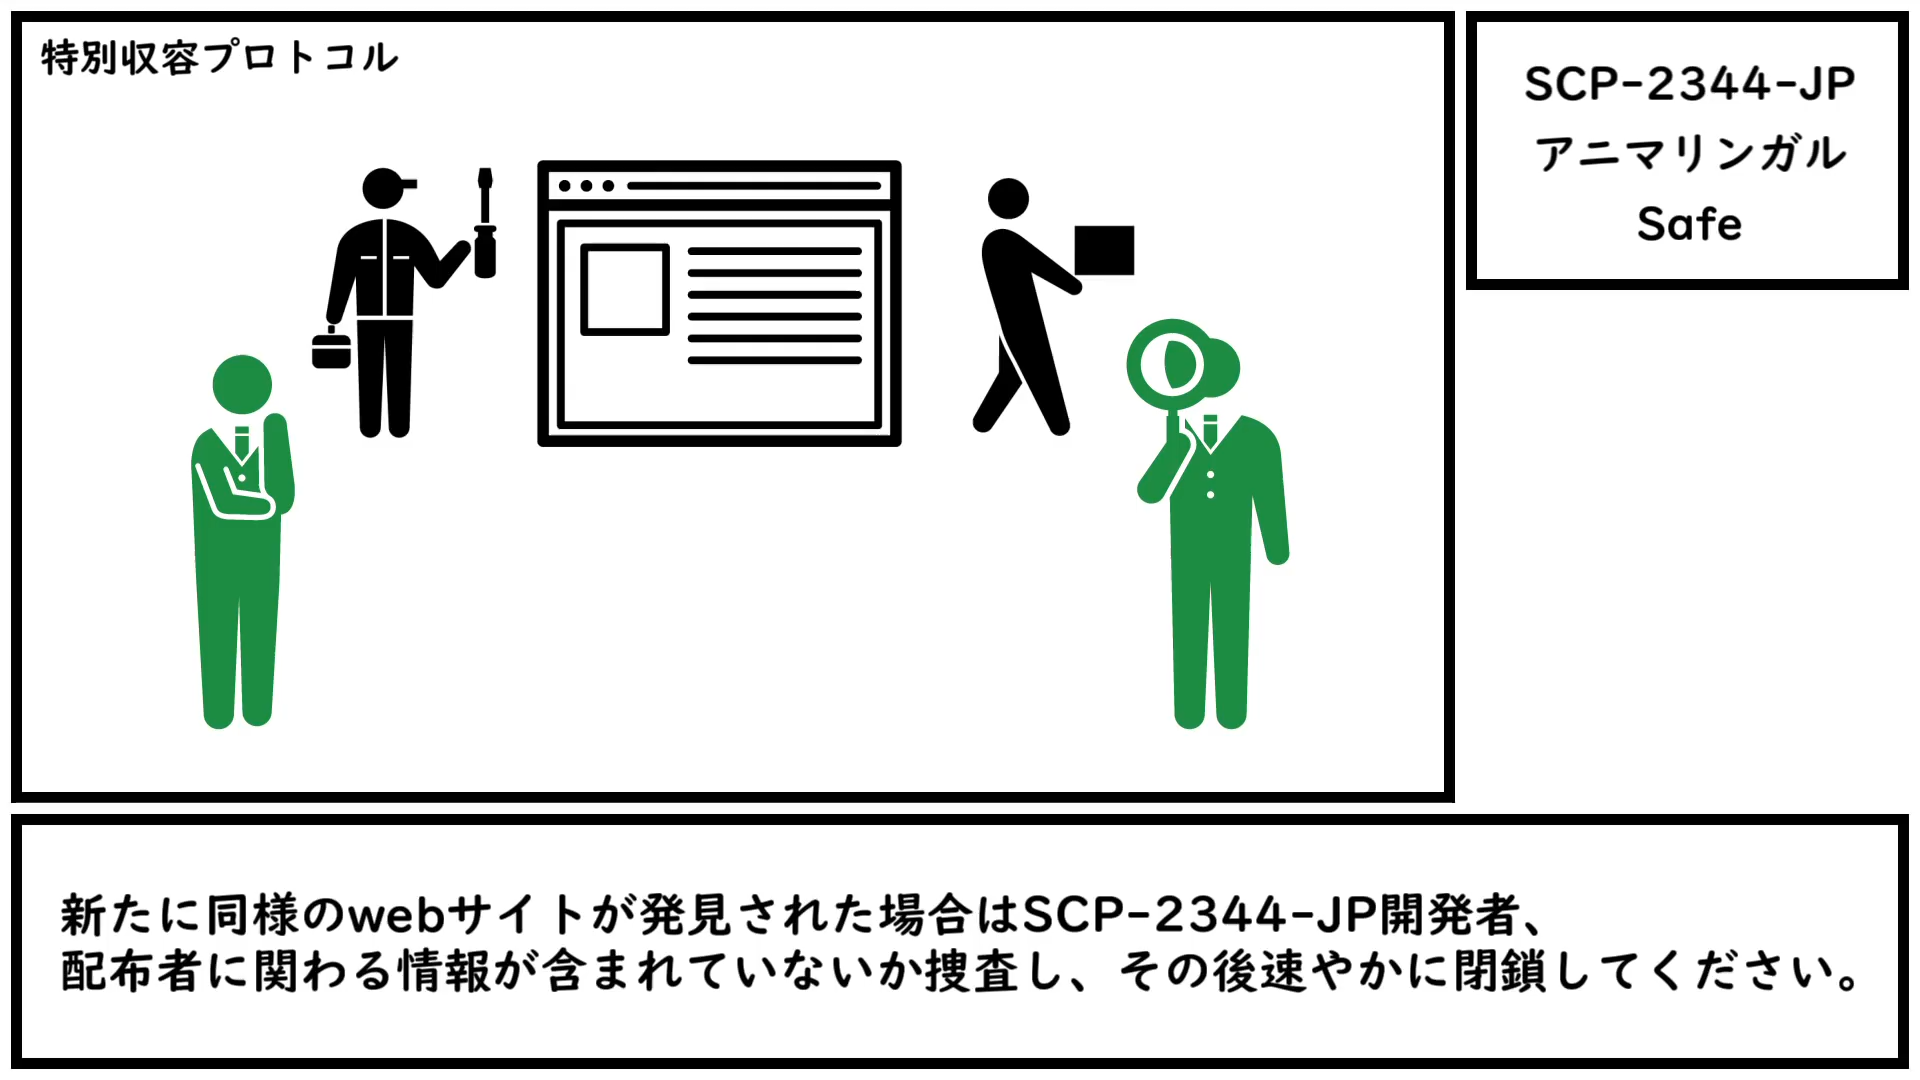 特別収容プロトコル
SCP-2344-JP
アニマリンガル
Safe
新たに同様のwebサイトが発見された場合はSCP-2344-JP開発者、
配布者に関わる情報が含まれていないか捜査し、その後速やかに閉鎖してください。